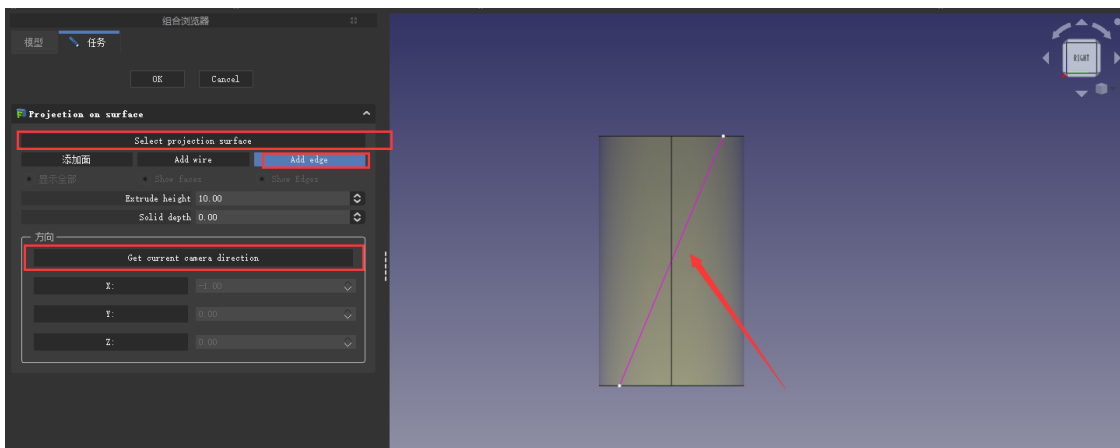 组合浏览器
模型
任务
OK
Cancel
Projection on surface
Select projection surface
添加面
Add wire
Add edge
显示全部
Show faces
Show Edges
Extrude height 10.00
Solid depth 0.00
方向
Get current camera direction
X: -1.00
Y: 0.00
Z: 0.00
RIGHT